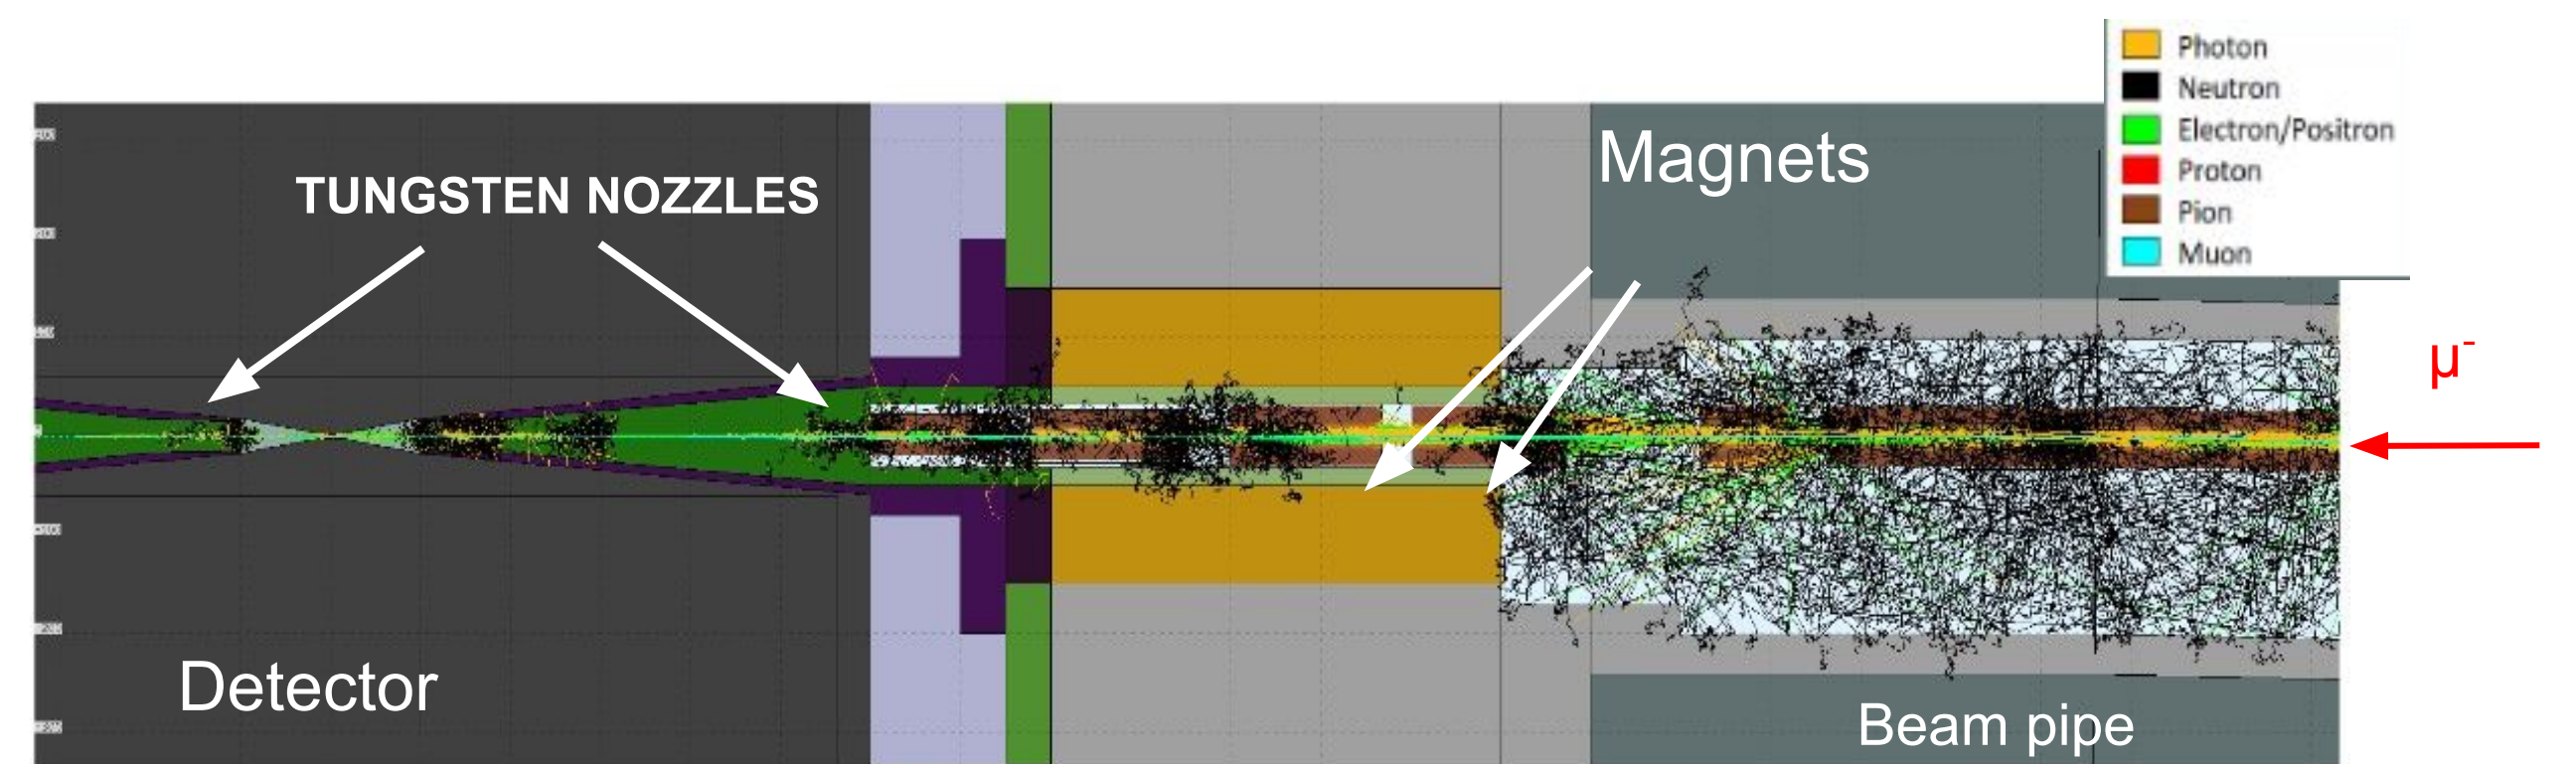 Photon
Neutron
Electron/Positron
Proton
Pion
Muon
Magnets
TUNGSTEN NOZZLES
μ-
Detector
Beam pipe